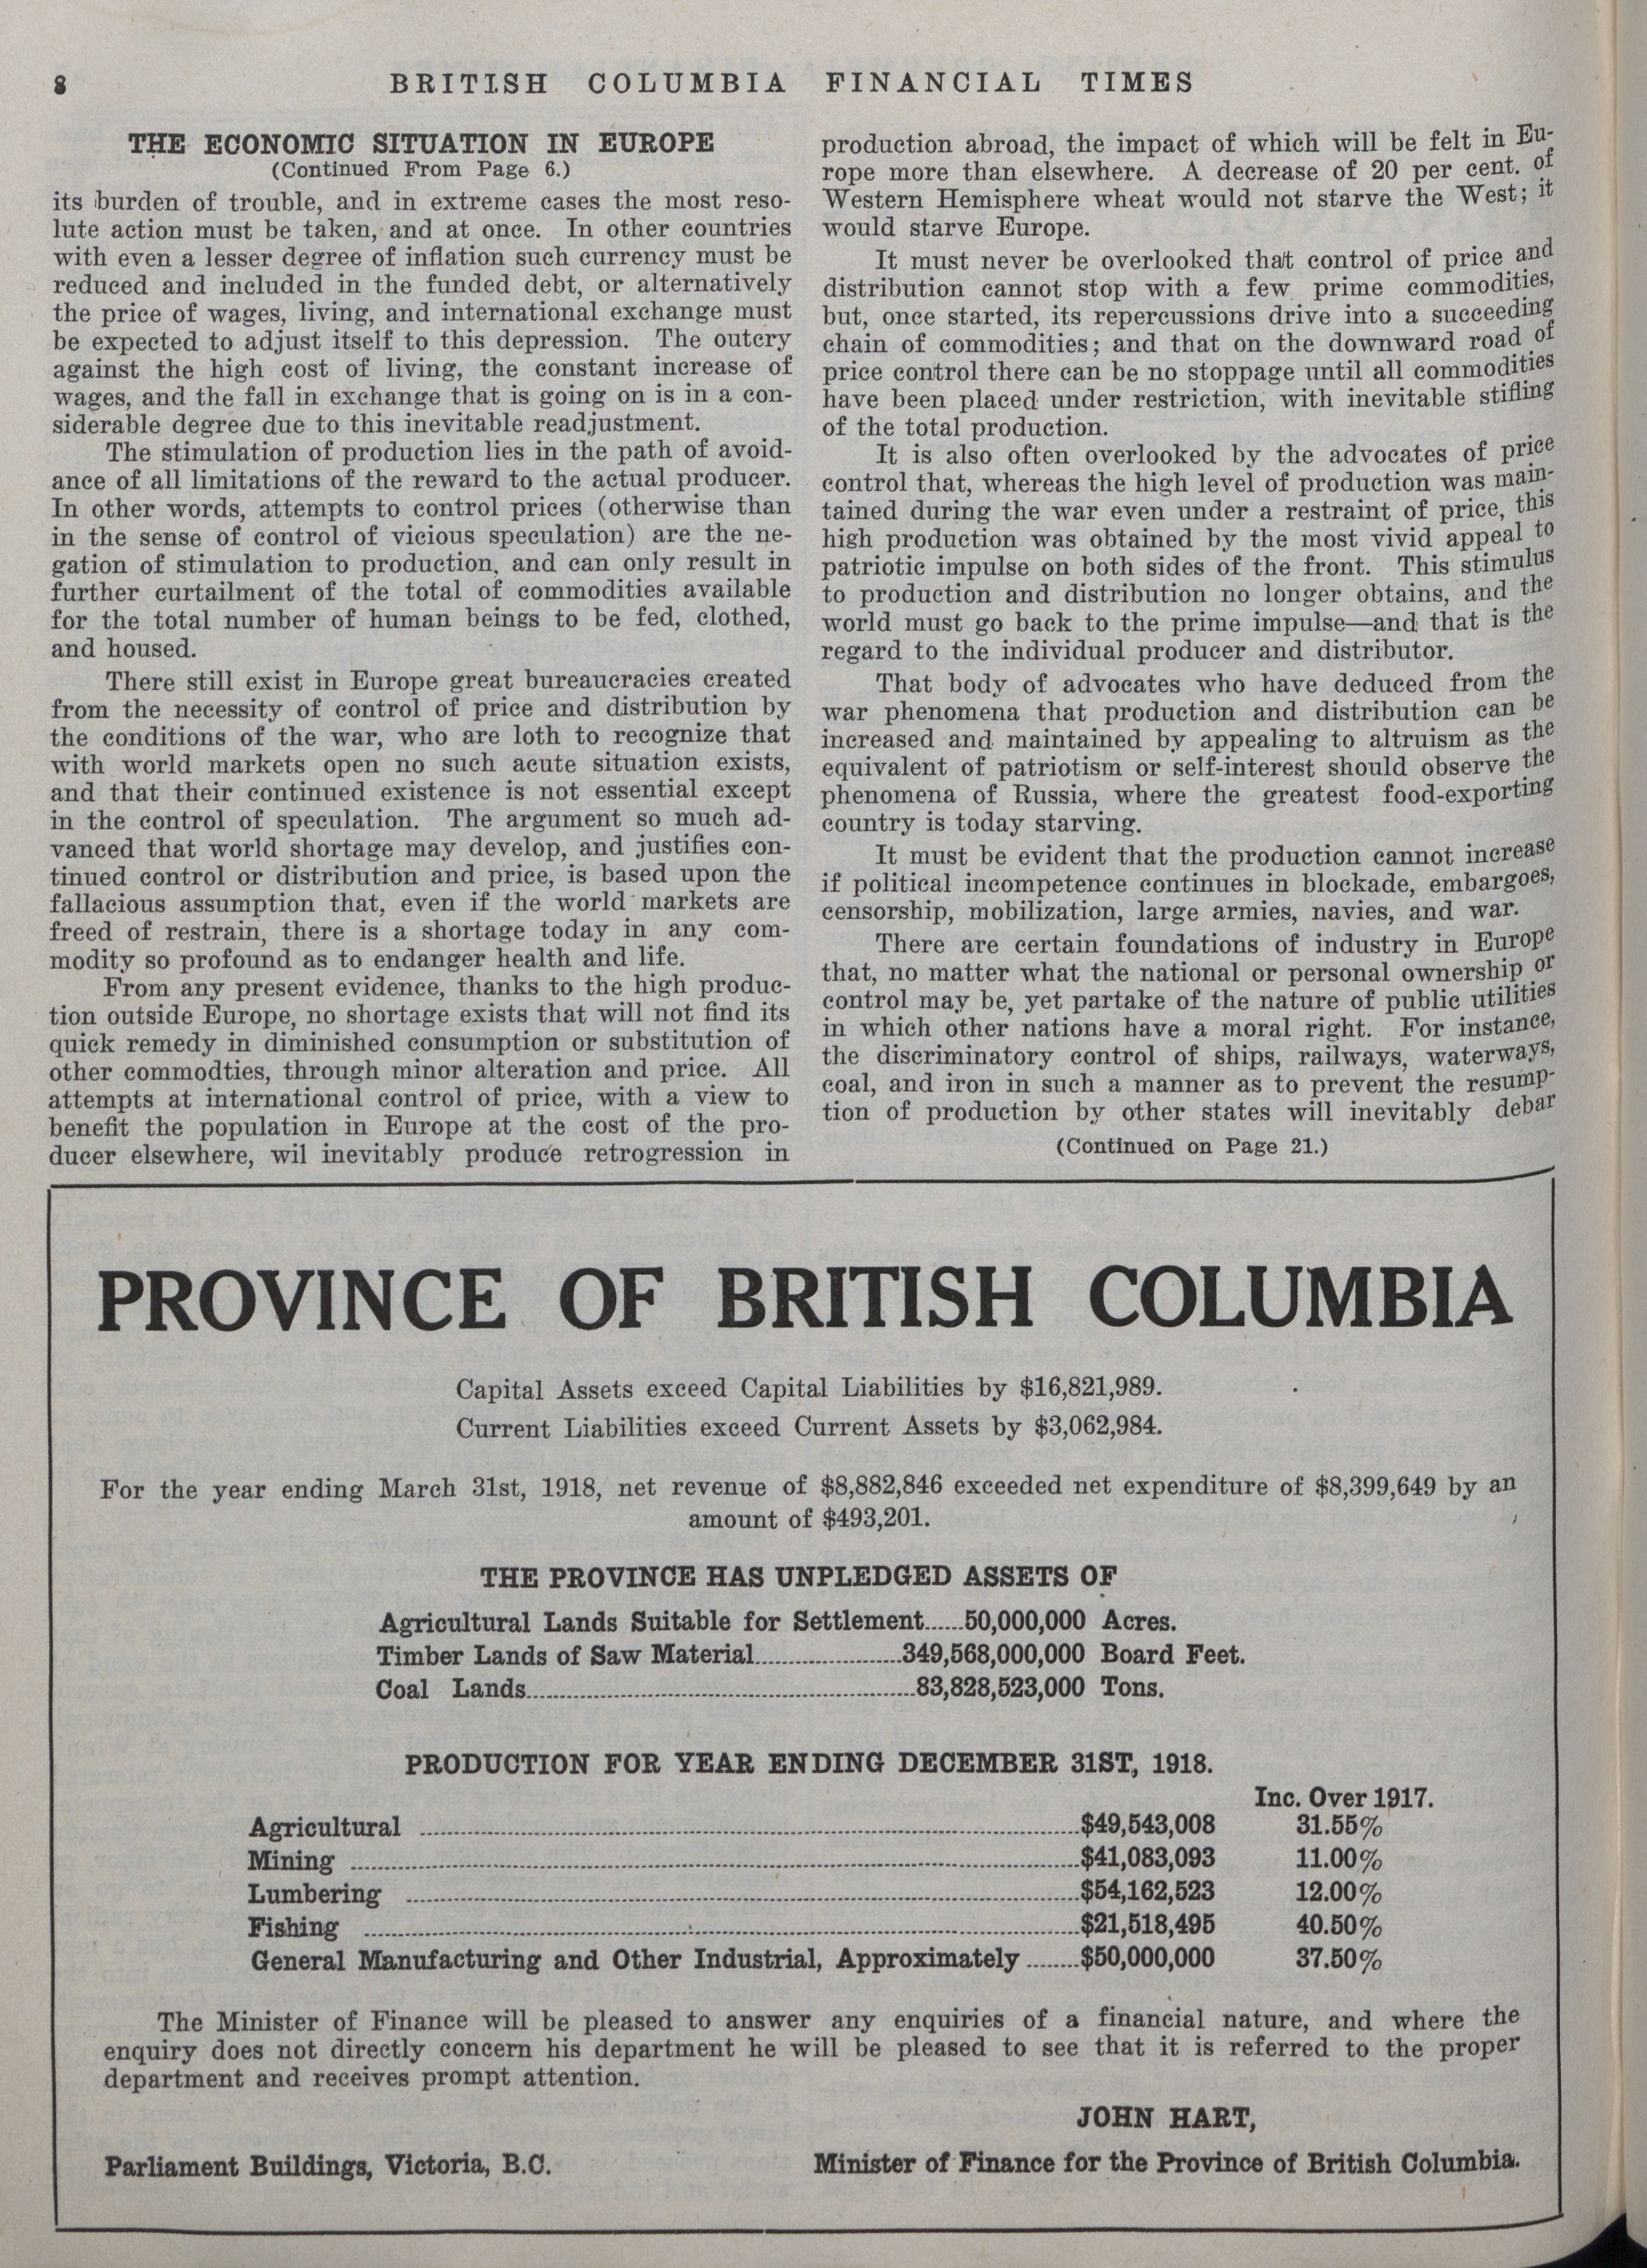 8 BRITISH COLUMBIA FINANCIAL TIMES
THE ECONOMIC SITUATION IN EUROPE
(Continued From Page 6.)
its burden of trouble, and in extreme cases the most reso-
lute action must be taken, and at once. In other countries
with even a lesser degree of inflation such currency must be
reduced and included in the funded debt, or alternatively
the price of wages, living, and international exchange must
be expected to adjust itself to this depression. The outcry
against the high cost of living, the constant increase of
wages, and the fall in exchange that is going on is in a con-
siderable degree due to this inevitable readjustment.
The stimulation of production lies in the path of avoid-
ance of all limitations of the reward to the actual producer.
In other words, attempts to control prices (otherwise than
in the sense of control of vicious speculation) are the ne-
gation of stimulation to production, and can only result in
further curtailment of the total of commodities available
for the total number of human beings to be fed, clothed,
and housed.
There still exist in Europe great bureaucracies created
from the necessity of control of price and distribution by
the conditions of the war, who are loth to recognize that
with world markets open no such acute situation exists,
and that their continued existence is not essential except
in the control of speculation. The argument so much ad-
vanced that world shortage may develop, and justifies con-
tinued control or distribution and price, is based upon the
fallacious assumption that, even if the world markets are
freed of restrain, there is a shortage today in any com-
modity so profound as to endanger health and life.
From any present evidence, thanks to the high produc-
tion outside Europe, no shortage exists that will not find its
quick remedy in diminished consumption or substitution of
other commodties, through minor alteration and price. All
attempts at international control of price, with a view to
benefit the population in Europe at the cost of the pro-
ducer elsewhere, wil inevitably produce retrogression in
production abroad, the impact of which will be felt in Eu-
rope more than elsewhere. A decrease of 20 per cent. of
Western Hemisphere wheat would not starve the West; it
would starve Europe.
It must never be overlooked that control of price and
distribution cannot stop with a few prime commodities,
but, once started, its repercussions drive into a succeeding
chain of commodities; and that on the downward road of
price control there can be no stoppage until all commodities
have been placed under restriction, with inevitable stifling
of the total production.
It is also often overlooked by the advocates of price
control that, whereas the high level of production was main-
tained during the war even under a restraint of price, this
high production was obtained by the most vivid appeal to
patriotic impulse on both sides of the front. This stimulus
to production and distribution no longer obtains, and the
world must go back to the prime impulse—and that is the
regard to the individual producer and distributor.
That body of advocates who have deduced from the
war phenomena that production and distribution can be
increased and maintained by appealing to altruism as the
equivalent of patriotism or self-interest should observe the
phenomena of Russia, where the greatest food-exporting
country is today starving.
It must be evident that the production cannot increase
if political incompetence continues in blockade, embargoes,
censorship, mobilization, large armies, navies, and war.
There are certain foundations of industry in Europe
that, no matter what the national or personal ownership or
control may be, yet partake of the nature of public utilities
in which other nations have a moral right. For instance,
the discriminatory control of ships, railways, waterways,
coal, and iron in such a manner as to prevent the resump-
tion of production by other states will inevitably debar
(Continued on Page 21.)
PROVINCE OF BRITISH COLUMBIA
Capital Assets exceed Capital Liabilities by $16,821,989.
Current Liabilities exceed Current Assets by $3,062,984.
For the year ending March 31st, 1918, net revenue of $8,882,846 exceeded net expenditure of $8,399,649 by an
amount of $493,201.
THE PROVINCE HAS UNPLEDGED ASSETS OF
Agricultural Lands Suitable for Settlement......50,000,000 Acres.
Timber Lands of Saw Material......................349,568,000,000 Board Feet.
Coal Lands..........................................................83,828,523,000 Tons.
PRODUCTION FOR YEAR ENDING DECEMBER 31ST, 1918.
Inc. Over 1917.
Agricultural ..........$49,543,008 31.55%
Mining ..........$41,083,093 11.00%
Lumbering ..........$54,162,523 12.00%
Fishing ..........$21,518,495 40.50%
General Manufacturing and Other Industrial, Approximately ........$50,000,000 37.50%
The Minister of Finance will be pleased to answer any enquiries of a financial nature, and where the
enquiry does not directly concern his department he will be pleased to see that it is referred to the proper
department and receives prompt attention.
JOHN HART,
Parliament Buildings, Victoria, B.C. Minister of Finance for the Province of British Columbia.